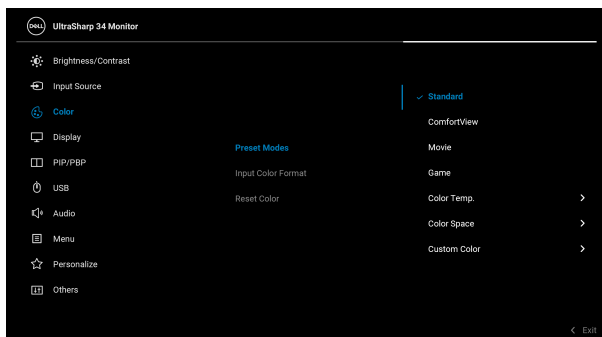 DELL UltraSharp 34 Monitor
Brightness/Contrast
Input Source
Color
Display
PIP/PBP
USB
Audio
Menu
Personalize
Others
Preset Modes
Input Color Format
Reset Color
Standard
ComfortView
Movie
Game
Color Temp.
Color Space
Custom Color
Exit